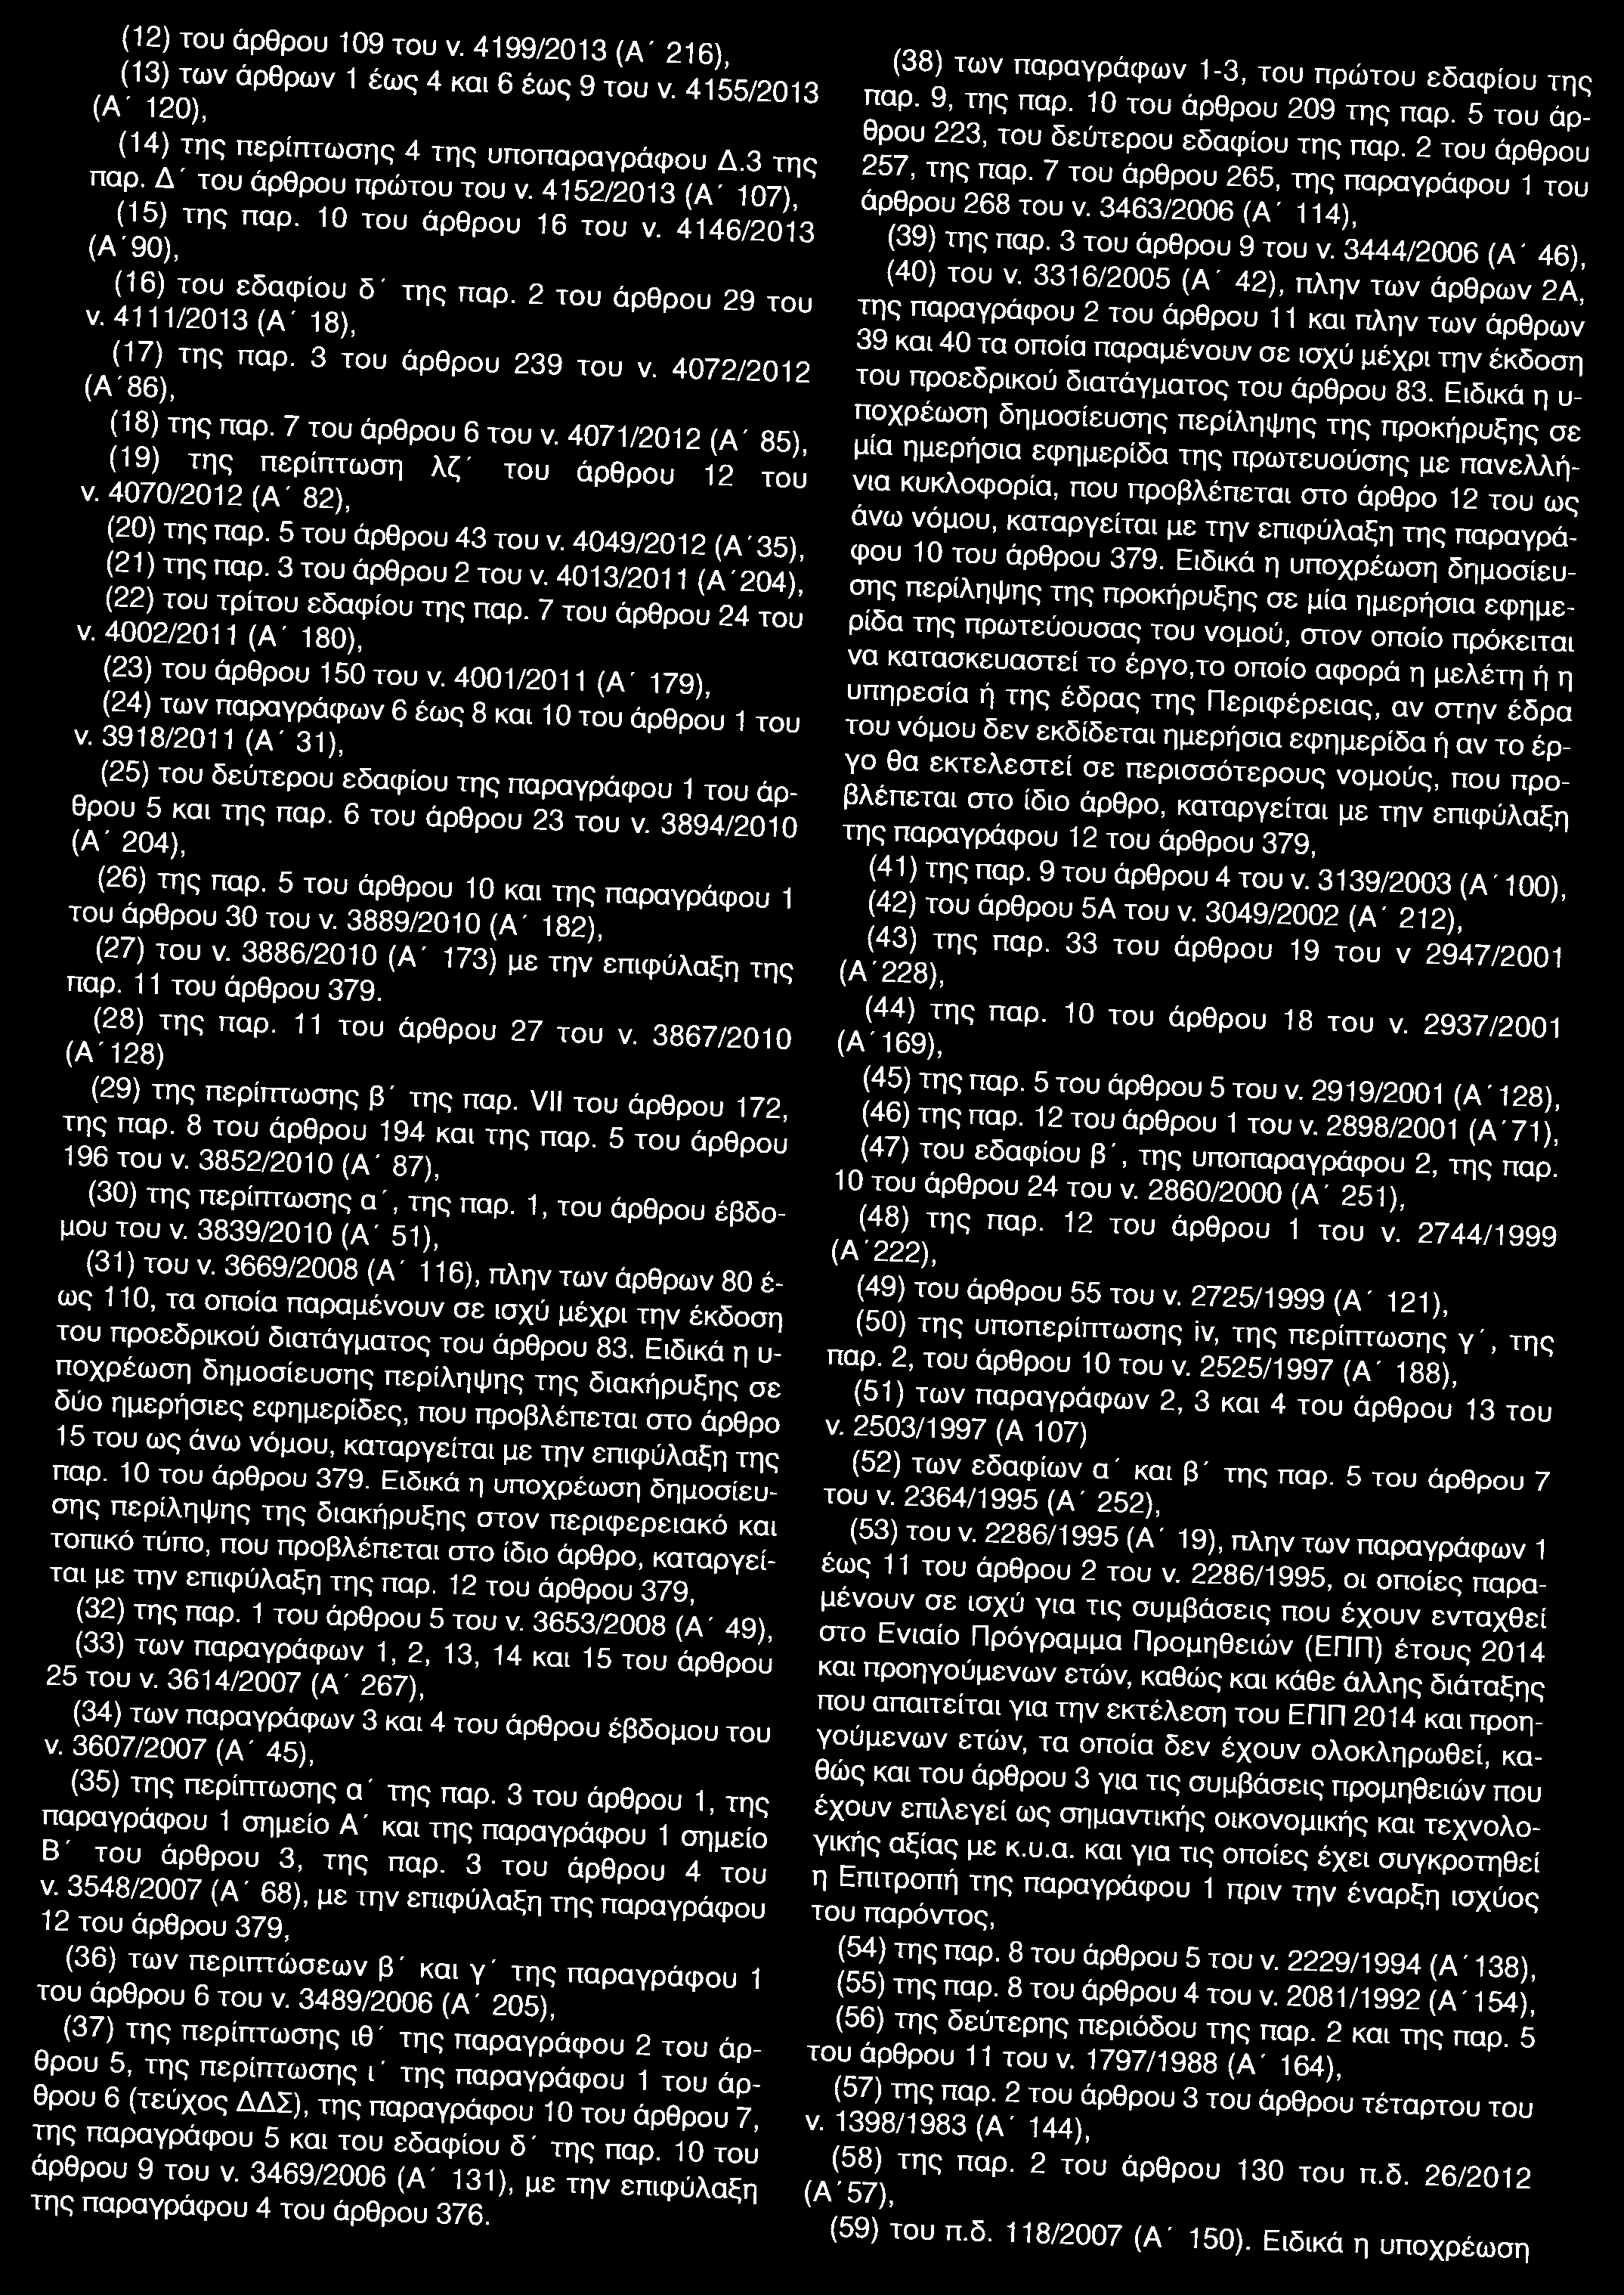 (12) του άρθρου 109 του ν. 4199/2013 (Α΄ 216),
(13) των άρθρων 1 έως 4 και 6 έως 9 του ν. 4155/2013
(Α΄ 120),
(14) της περίπτωσης 4 της υποπαραγράφου Δ.3 της
παρ. Δ΄ του άρθρου πρώτου του ν. 4152/2013 (Α΄ 107),
(15) της παρ. 10 του άρθρου 16 του ν. 4146/2013
(Α΄90),
(16) του εδαφίου δ΄ της παρ. 2 του άρθρου 29 του
ν. 4111/2013 (Α΄ 18),
(17) της παρ. 3 του άρθρου 239 του ν. 4072/2012
(Α΄86),
(18) της παρ. 7 του άρθρου 6 του ν. 4071/2012 (Α΄ 85),
(19) της περίπτωση λζ΄ του άρθρου 12 του
ν. 4070/2012 (Α΄ 82),
(20) της παρ. 5 του άρθρου 43 του ν. 4049/2012 (Α΄35),
(21) της παρ. 3 του άρθρου 2 του ν. 4013/2011 (Α΄204),
(22) του τρίτου εδαφίου της παρ. 7 του άρθρου 24 του
ν. 4002/2011 (Α΄ 180),
(23) του άρθρου 150 του ν. 4001/2011 (Α΄ 179),
(24) των παραγράφων 6 έως 8 και 10 του άρθρου 1 του
ν. 3918/2011 (Α΄ 31),
(25) του δεύτερου εδαφίου της παραγράφου 1 του άρ-
θρου 5 και της παρ. 6 του άρθρου 23 του ν. 3894/2010
(Α΄ 204),
(26) της παρ. 5 του άρθρου 10 και της παραγράφου 1
του άρθρου 30 του ν. 3889/2010 (Α΄ 182),
(27) του ν. 3886/2010 (Α΄ 173) με την επιφύλαξη της
παρ. 11 του άρθρου 379.
(28) της παρ. 11 του άρθρου 27 του ν. 3867/2010
(Α΄128)
(29) της περίπτωσης β΄ της παρ. VII του άρθρου 172,
της παρ. 8 του άρθρου 194 και της παρ. 5 του άρθρου
196 του ν. 3852/2010 (Α΄ 87),
(30) της περίπτωσης α΄, της παρ. 1, του άρθρου έβδο-
μου του ν. 3839/2010 (Α΄ 51),
(31) του ν. 3669/2008 (Α΄ 116), πλην των άρθρων 80 έ-
ως 110, τα οποία παραμένουν σε ισχύ μέχρι την έκδοση
του προεδρικού διατάγματος του άρθρου 83. Ειδικά η υ-
ποχρέωση δημοσίευσης περίληψης της διακήρυξης σε
δύο ημερήσιες εφημερίδες, που προβλέπεται στο άρθρο
15 του ως άνω νόμου, καταργείται με την επιφύλαξη της
παρ. 10 του άρθρου 379. Ειδικά η υποχρέωση δημοσίευ-
σης περίληψης της διακήρυξης στον περιφερειακό και
τοπικό τύπο, που προβλέπεται στο ίδιο άρθρο, καταργεί-
ται με την επιφύλαξη της παρ. 12 του άρθρου 379,
(32) της παρ. 1 του άρθρου 5 του ν. 3653/2008 (Α΄ 49),
(33) των παραγράφων 1, 2, 13, 14 και 15 του άρθρου
25 του ν. 3614/2007 (Α΄ 267),
(34) των παραγράφων 3 και 4 του άρθρου έβδομου του
ν. 3607/2007 (Α΄ 45),
(35) της περίπτωσης α΄ της παρ. 3 του άρθρου 1, της
παραγράφου 1 σημείο Α΄ και της παραγράφου 1 σημείο
Β΄ του άρθρου 3, της παρ. 3 του άρθρου 4 του
ν. 3548/2007 (Α΄ 68), με την επιφύλαξη της παραγράφου
12 του άρθρου 379,
(36) των περιπτώσεων β΄ και γ΄ της παραγράφου 1
του άρθρου 6 του ν. 3489/2006 (Α΄ 205),
(37) της περίπτωσης ιθ΄ της παραγράφου 2 του άρ-
θρου 5, της περίπτωσης ι΄ της παραγράφου 1 του άρ-
θρου 6 (τεύχος ΔΔΣ), της παραγράφου 10 του άρθρου 7,
της παραγράφου 5 και του εδαφίου δ΄ της παρ. 10 του
άρθρου 9 του ν. 3469/2006 (Α΄ 131), με την επιφύλαξη
της παραγράφου 4 του άρθρου 376.
(38) των παραγράφων 1-3, του πρώτου εδαφίου της
παρ. 9, της παρ. 10 του άρθρου 209 της παρ. 5 του άρ-
θρου 223, του δεύτερου εδαφίου της παρ. 2 του άρθρου
257, της παρ. 7 του άρθρου 265, της παραγράφου 1 του
άρθρου 268 του ν. 3463/2006 (Α΄ 114),
(39) της παρ. 3 του άρθρου 9 του ν. 3444/2006 (Α΄ 46),
(40) του ν. 3316/2005 (Α΄ 42), πλην των άρθρων 2Α,
της παραγράφου 2 του άρθρου 11 και πλην των άρθρων
39 και 40 τα οποία παραμένουν σε ισχύ μέχρι την έκδοση
του προεδρικού διατάγματος του άρθρου 83. Ειδικά η υ-
ποχρέωση δημοσίευσης περίληψης της προκήρυξης σε
μία ημερήσια εφημερίδα της πρωτευούσης με πανελλή-
νια κυκλοφορία, που προβλέπεται στο άρθρο 12 του ως
άνω νόμου, καταργείται με την επιφύλαξη της παραγρά-
φου 10 του άρθρου 379. Ειδικά η υποχρέωση δημοσίευ-
σης περίληψης της προκήρυξης σε μία ημερήσια εφημε-
ρίδα της πρωτεύουσας του νομού, στον οποίο πρόκειται
να κατασκευαστεί το έργο,το οποίο αφορά η μελέτη ή η
υπηρεσία ή της έδρας της Περιφέρειας, αν στην έδρα
του νόμου δεν εκδίδεται ημερήσια εφημερίδα ή αν το έρ-
γο θα εκτελεστεί σε περισσότερους νομούς, που προ-
βλέπεται στο ίδιο άρθρο, καταργείται με την επιφύλαξη
της παραγράφου 12 του άρθρου 379,
(41) της παρ. 9 του άρθρου 4 του ν. 3139/2003 (Α΄100),
(42) του άρθρου 5Α του ν. 3049/2002 (Α΄ 212),
(43) της παρ. 33 του άρθρου 19 του ν 2947/2001
(Α΄228),
(44) της παρ. 10 του άρθρου 18 του ν. 2937/2001
(Α΄169),
(45) της παρ. 5 του άρθρου 5 του ν. 2919/2001 (Α΄128),
(46) της παρ. 12 του άρθρου 1 του ν. 2898/2001 (Α΄71),
(47) του εδαφίου β΄, της υποπαραγράφου 2, της παρ.
10 του άρθρου 24 του ν. 2860/2000 (Α΄ 251),
(48) της παρ. 12 του άρθρου 1 του ν. 2744/1999
(Α΄222),
(49) του άρθρου 55 του ν. 2725/1999 (Α΄ 121),
(50) της υποπερίπτωσης iv, της περίπτωσης γ΄, της
παρ. 2, του άρθρου 10 του ν. 2525/1997 (Α΄ 188),
(51) των παραγράφων 2, 3 και 4 του άρθρου 13 του
ν. 2503/1997 (Α 107)
(52) των εδαφίων α΄ και β΄ της παρ. 5 του άρθρου 7
του ν. 2364/1995 (Α΄ 252),
(53) του ν. 2286/1995 (Α΄ 19), πλην των παραγράφων 1
έως 11 του άρθρου 2 του ν. 2286/1995, οι οποίες παρα-
μένουν σε ισχύ για τις συμβάσεις που έχουν ενταχθεί
στο Ενιαίο Πρόγραμμα Προμηθειών (ΕΠΠ) έτους 2014
και προηγούμενων ετών, καθώς και κάθε άλλης διάταξης
που απαιτείται για την εκτέλεση του ΕΠΠ 2014 και προη-
γούμενων ετών, τα οποία δεν έχουν ολοκληρωθεί, κα-
θώς και του άρθρου 3 για τις συμβάσεις προμηθειών που
έχουν επιλεγεί ως σημαντικής οικονομικής και τεχνολο-
γικής αξίας με κ.υ.α. και για τις οποίες έχει συγκροτηθεί
η Επιτροπή της παραγράφου 1 πριν την έναρξη ισχύος
του παρόντος,
(54) της παρ. 8 του άρθρου 5 του ν. 2229/1994 (Α΄138),
(55) της παρ. 8 του άρθρου 4 του ν. 2081/1992 (Α΄154),
(56) της δεύτερης περιόδου της παρ. 2 και της παρ. 5
του άρθρου 11 του ν. 1797/1988 (Α΄ 164),
(57) της παρ. 2 του άρθρου 3 του άρθρου τέταρτου του
ν. 1398/1983 (Α΄ 144),
(58) της παρ. 2 του άρθρου 130 του π.δ. 26/2012
(Α΄57),
(59) του π.δ. 118/2007 (Α΄ 150). Ειδικά η υποχρέωση